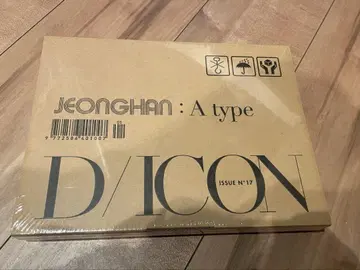 JEONGHAN : A type
D/ICON
ISSUE N°17